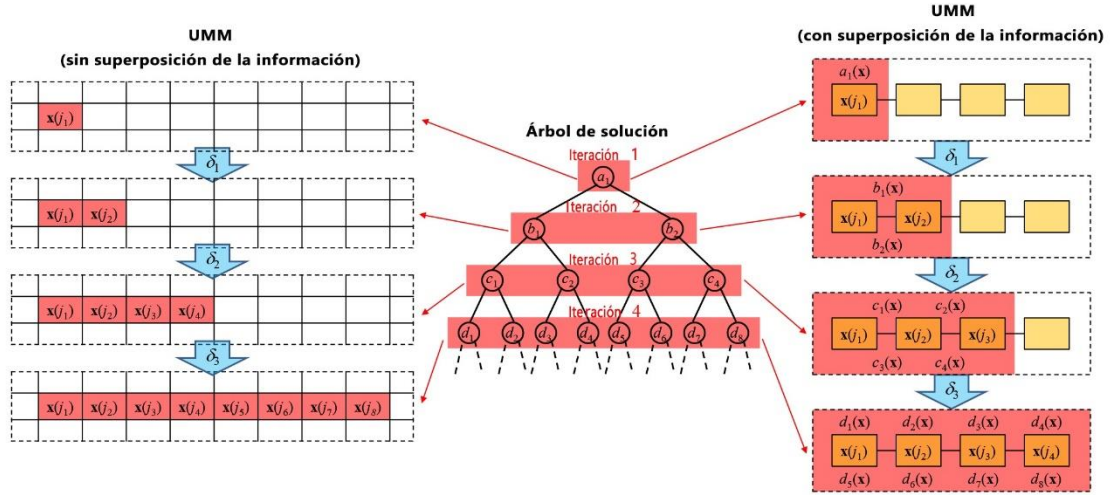 UMM
(sin superposición de la información)
x(j₁)
δ₁
x(j₁) x(j₂)
δ₂
x(j₁) x(j₂) x(j₃) x(j₄)
δ₃
x(j₁) x(j₂) x(j₃) x(j₄) x(j₅) x(j₆) x(j₇) x(j₈)
Árbol de solución
Iteración 1
a₁
Iteración 2
b₁ b₂
Iteración 3
c₁ c₂ c₃ c₄
Iteración 4
d₁ d₂ d₃ d₄ d₅ d₆ d₇ d₈
UMM
(con superposición de la información)
a₁(x)
x(j₁)
δ₁
b₁(x)
x(j₁) x(j₂)
b₂(x)
δ₂
c₁(x) c₂(x)
x(j₁) x(j₂) x(j₃)
c₃(x) c₄(x)
δ₃
d₁(x) d₂(x) d₃(x) d₄(x)
x(j₁) x(j₂) x(j₃) x(j₄)
d₅(x) d₆(x) d₇(x) d₈(x)